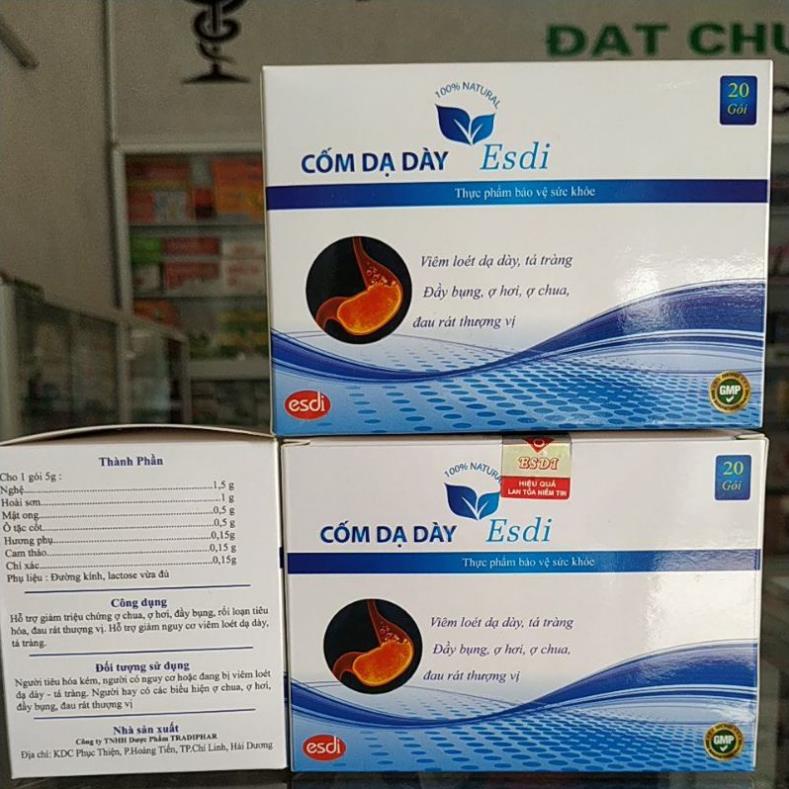 ĐẠT CHU
100% NATURAL
20
Gói
CỐM DẠ DÀY Esdi
Thực phẩm bảo vệ sức khỏe
Viêm loét dạ dày, tá tràng
Đầy bụng, ợ hơi, ợ chua,
đau rát thượng vị
esdi
GMP
Thành Phần
Cho 1 gói 5g :
Nghệ 1,5 g
Hoài sơn 1 g
Mật ong 0,5 g
Ô tặc cốt 0,5 g
Hương phụ 0,15g
Cam thảo 0,15 g
Chỉ xác 0,15g
Phụ liệu : Đường kính, lactose vừa đủ
Công dụng
Hỗ trợ giảm triệu chứng ợ chua, ợ hơi, đầy bụng, rối loạn tiêu
hóa, đau rát thượng vị. Hỗ trợ giảm nguy cơ viêm loét dạ dày,
tá tràng.
Đối tượng sử dụng
Người tiêu hóa kém, người có nguy cơ hoặc đang bị viêm loét
dạ dày - tá tràng. Người hay có các biểu hiện ợ chua, ợ hơi,
đầy bụng, đau rát thượng vị
Nhà sản xuất
Công ty TNHH Dược Phẩm TRADIPHAR
Địa chỉ: KDC Phục Thiện, P.Hoàng Tiến, TP.Chí Linh, Hải Dương
ESDI
HIỆU QUẢ
LAN TỎA NIỀM TIN
100% NATURA
20
Gói
CỐM DẠ DÀY Esdi
Thực phẩm bảo vệ sức khỏe
Viêm loét dạ dày, tá tràng
Đầy bụng, ợ hơi, ợ chua,
đau rát thượng vị
esdi
GMP